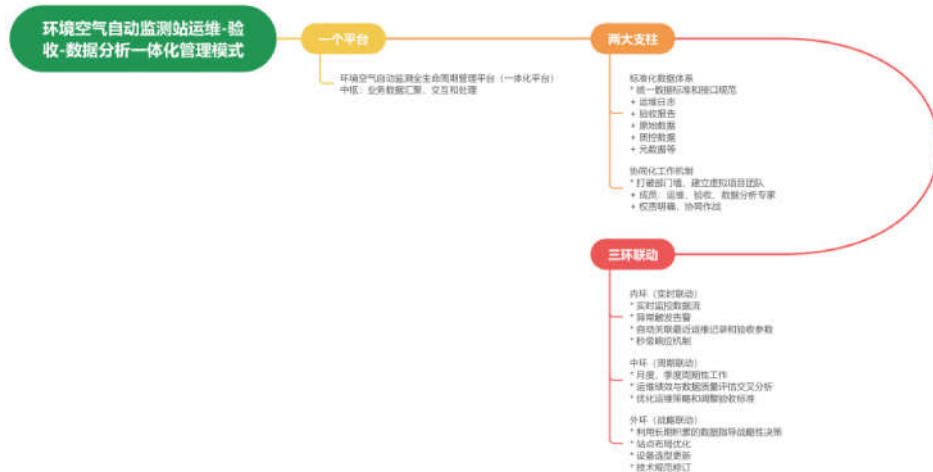 环境空气自动监测站运维-验
收-数据分析一体化管理模式
一个平台
环境空气自动监测全生命周期管理平台（一体化平台）
中枢：业务数据汇聚、交互和处理
两大支柱
标准化数据体系
* 统一数据标准和接口规范
+ 运维日志
+ 验收报告
+ 原始数据
+ 质控数据
+ 元数据等
协同化工作机制
* 打破部门墙，建立虚拟项目团队
+ 成员：运维、验收、数据分析专家
+ 权责明确、协同作战
三环联动
内环（实时联动）
* 实时监控数据流
* 异常触发告警
* 自动关联最近运维记录和验收参数
* 秒级响应机制
中环（周期联动）
* 月度、季度周期性工作
* 运维绩效与数据质量评估交叉分析
* 优化运维策略和调整验收标准
外环（战略联动）
* 利用长期积累的数据指导战略性决策
* 站点布局优化
* 设备选型更新
* 技术规范修订